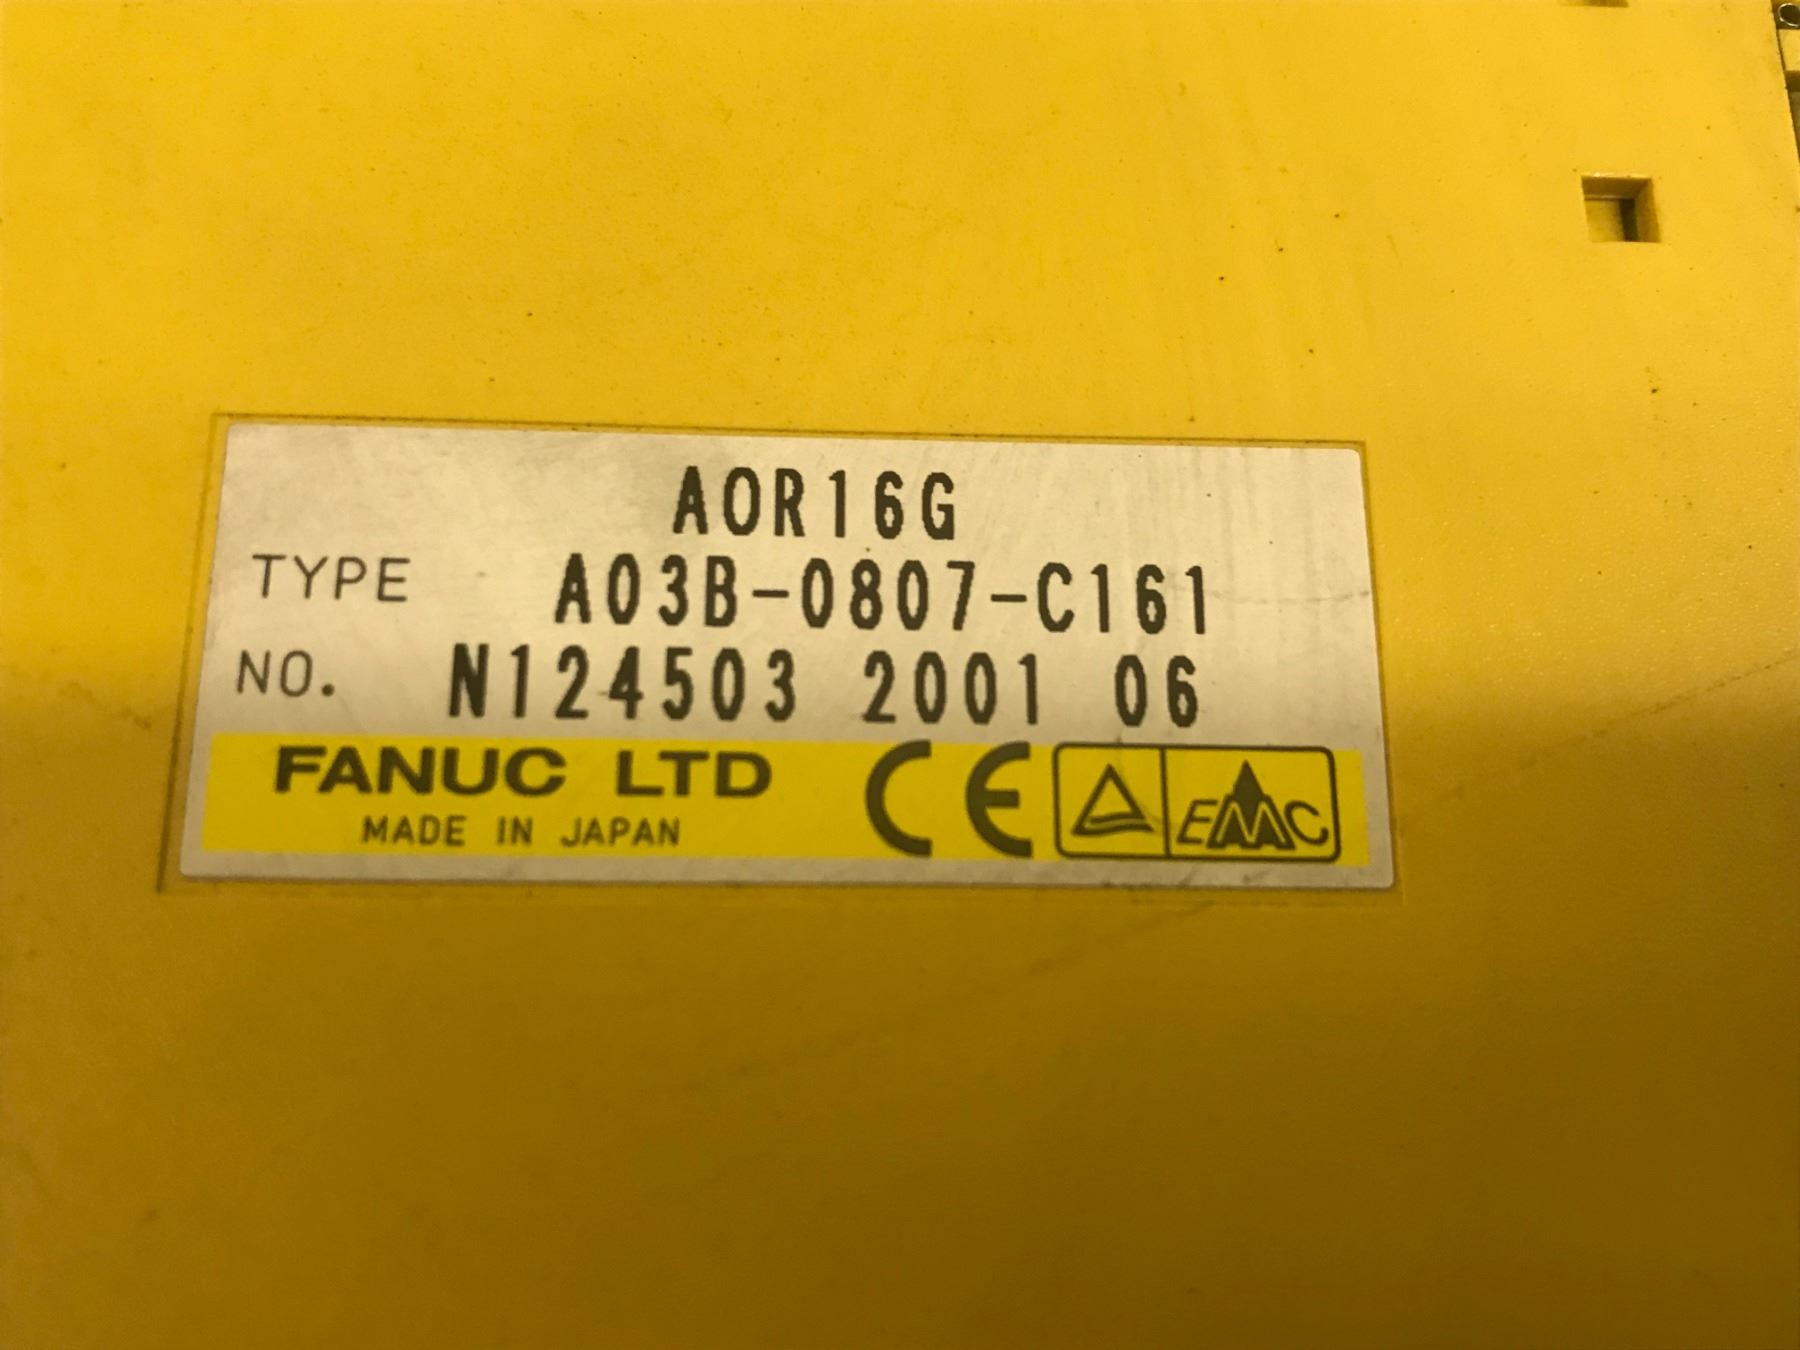 AOR16G
TYPE A03B-0807-C161
NO. N124503 2001 06
FANUC LTD CE EMC
MADE IN JAPAN